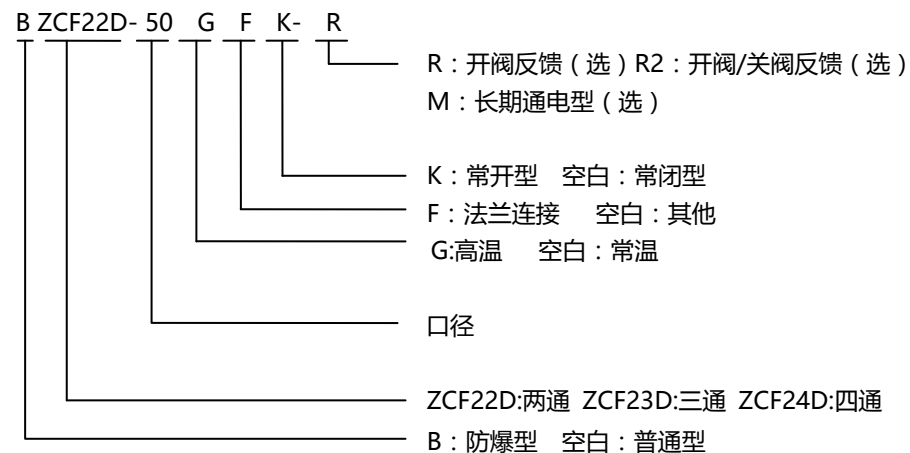 B ZCF22D- 50 G F K- R
R：开阀反馈（选）R2：开阀/关阀反馈（选）
M：长期通电型（选）
K：常开型 空白：常闭型
F：法兰连接 空白：其他
G:高温 空白：常温
口径
ZCF22D:两通 ZCF23D:三通 ZCF24D:四通
B：防爆型 空白：普通型